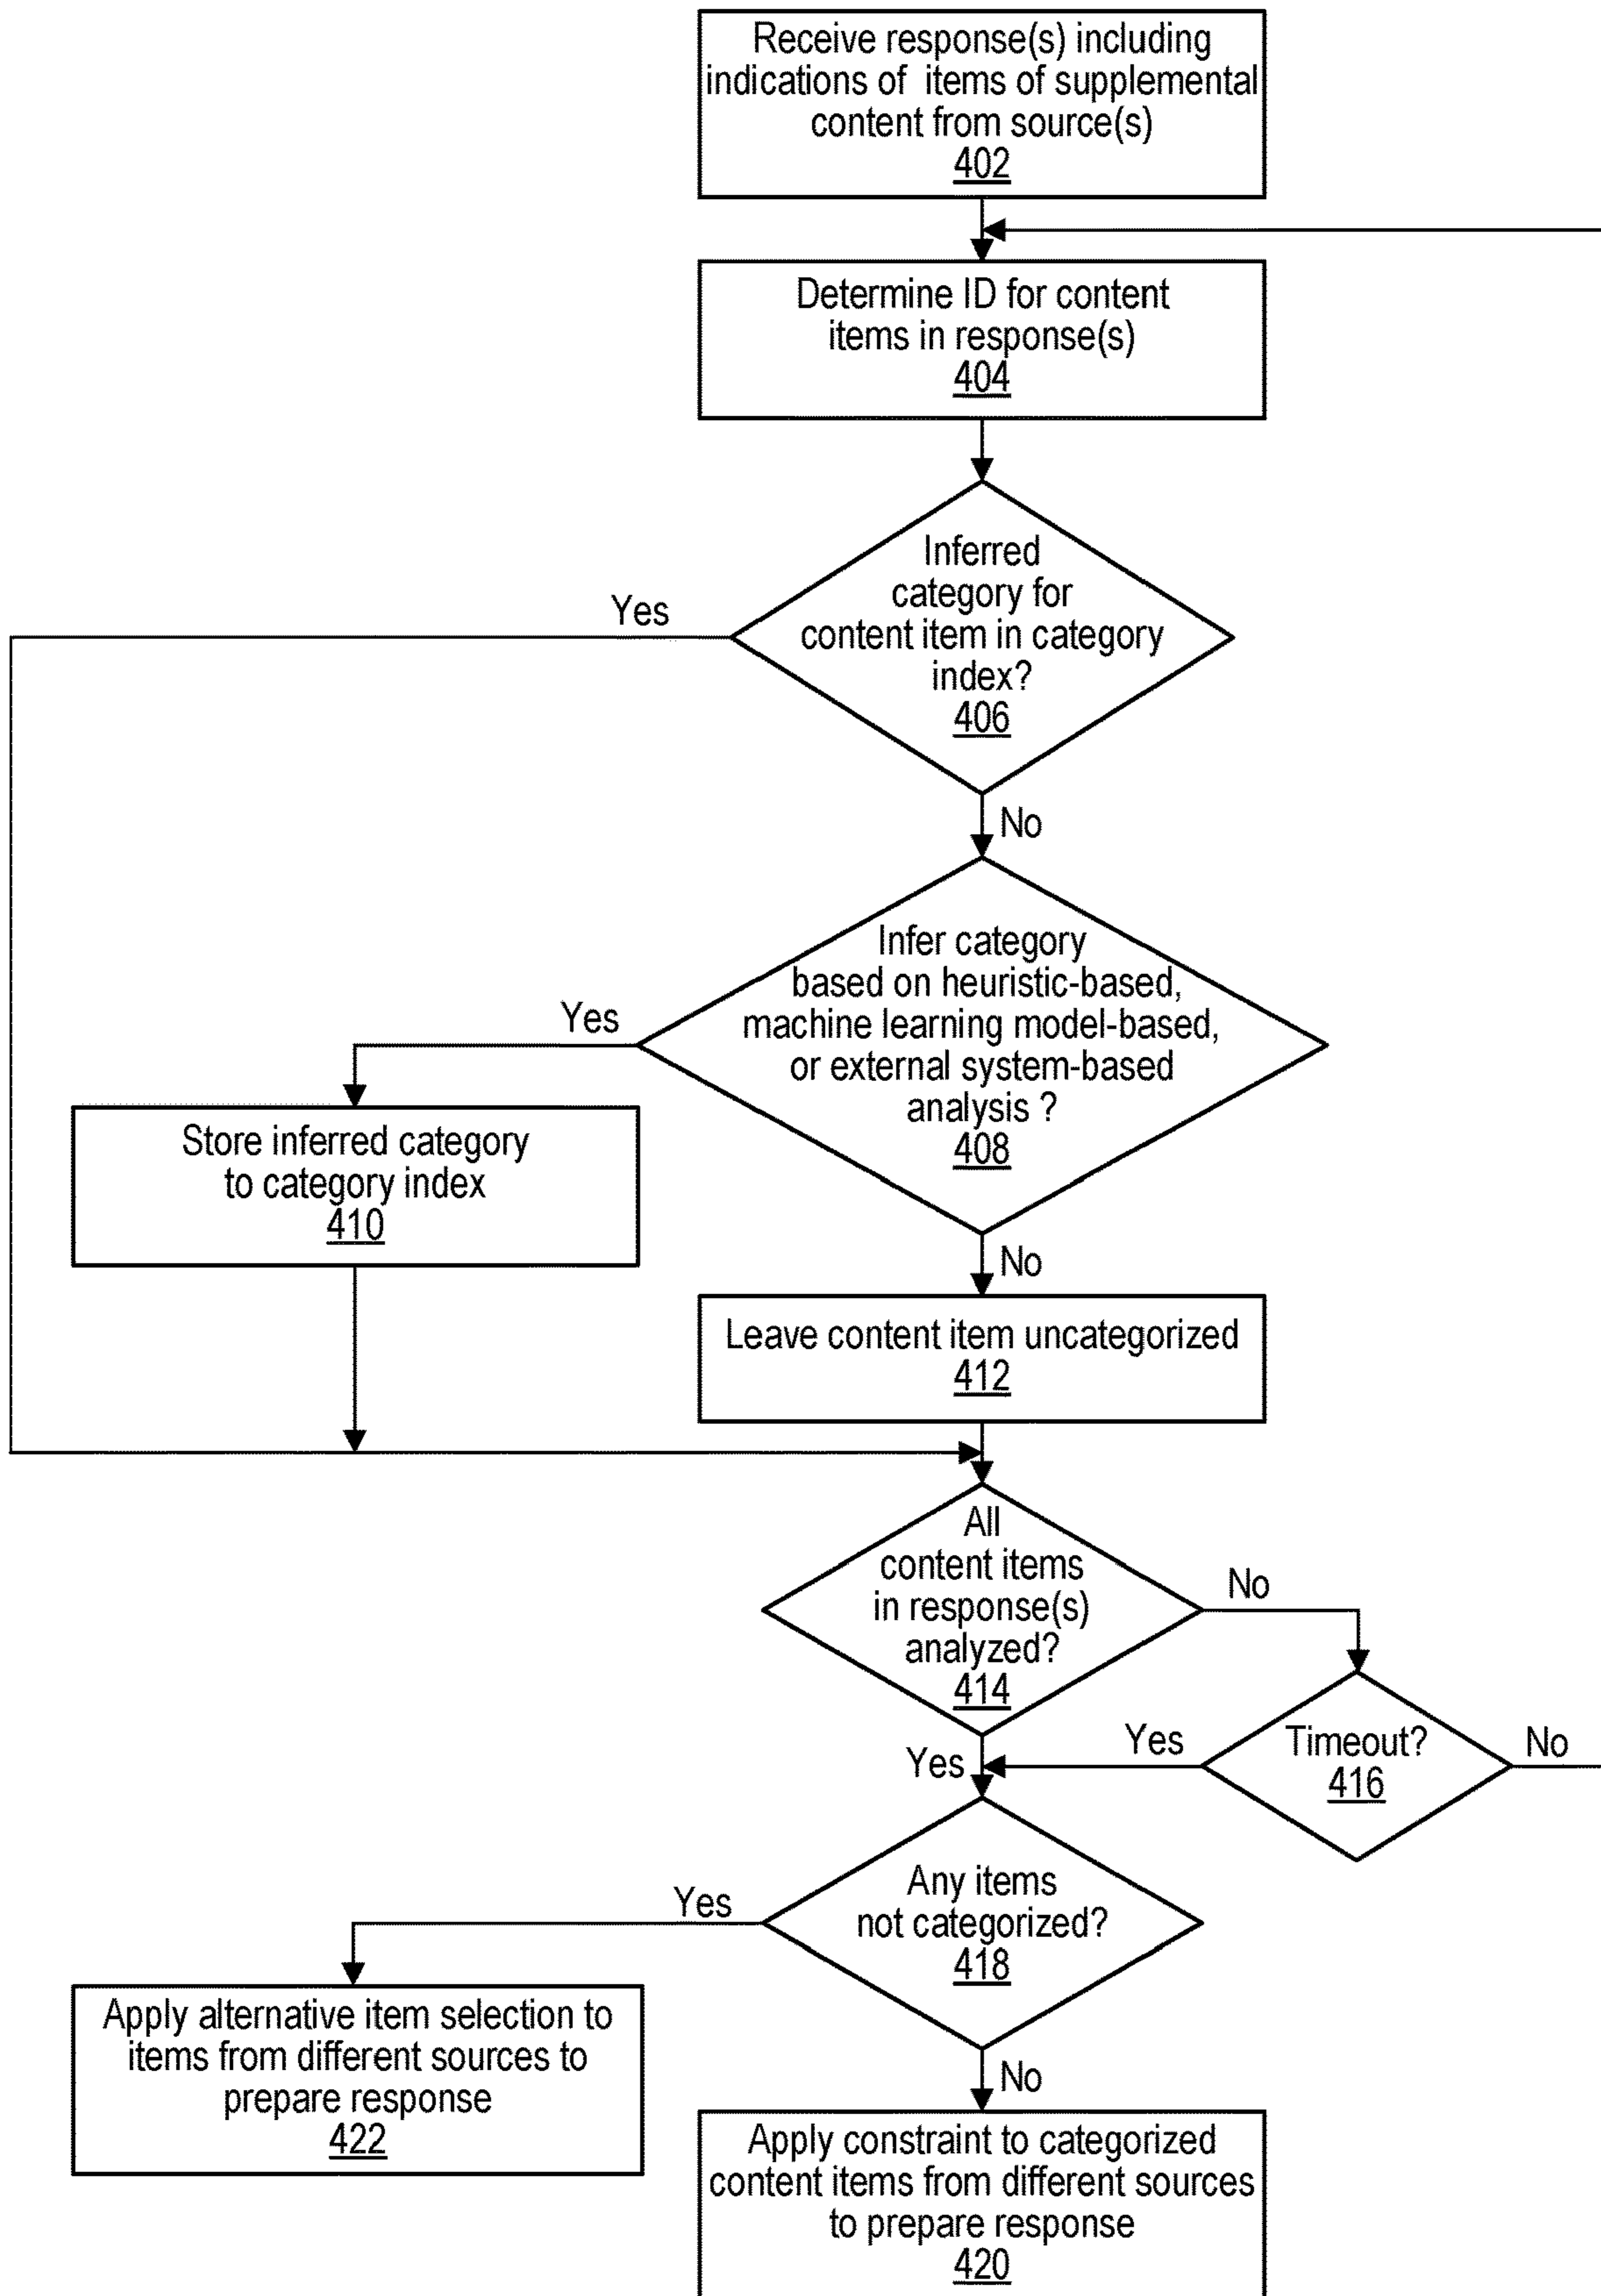 Receive response(s) including
indications of items of supplemental
content from source(s)
402
Determine ID for content
items in response(s)
404
Inferred
category for
content item in category
index?
406
Yes
No
Infer category
based on heuristic-based,
machine learning model-based,
or external system-based
analysis ?
408
Yes
Store inferred category
to category index
410
No
Leave content item uncategorized
412
All
content items
in response(s)
analyzed?
414
No
Timeout?
416
Yes
No
Yes
Any items
not categorized?
418
Yes
Apply alternative item selection to
items from different sources to
prepare response
422
No
Apply constraint to categorized
content items from different sources
to prepare response
420